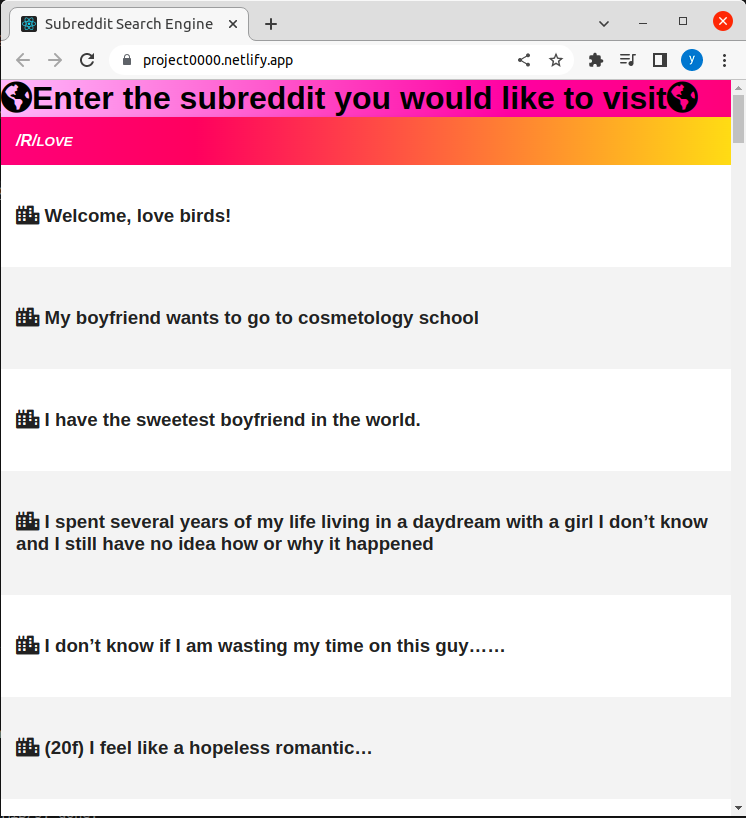 Subreddit Search Engine
project0000.netlify.app
y
Enter the subreddit you would like to visit
/R/LOVE
Welcome, love birds!
My boyfriend wants to go to cosmetology school
I have the sweetest boyfriend in the world.
I spent several years of my life living in a daydream with a girl I don’t know
and I still have no idea how or why it happened
I don’t know if I am wasting my time on this guy……
(20f) I feel like a hopeless romantic…